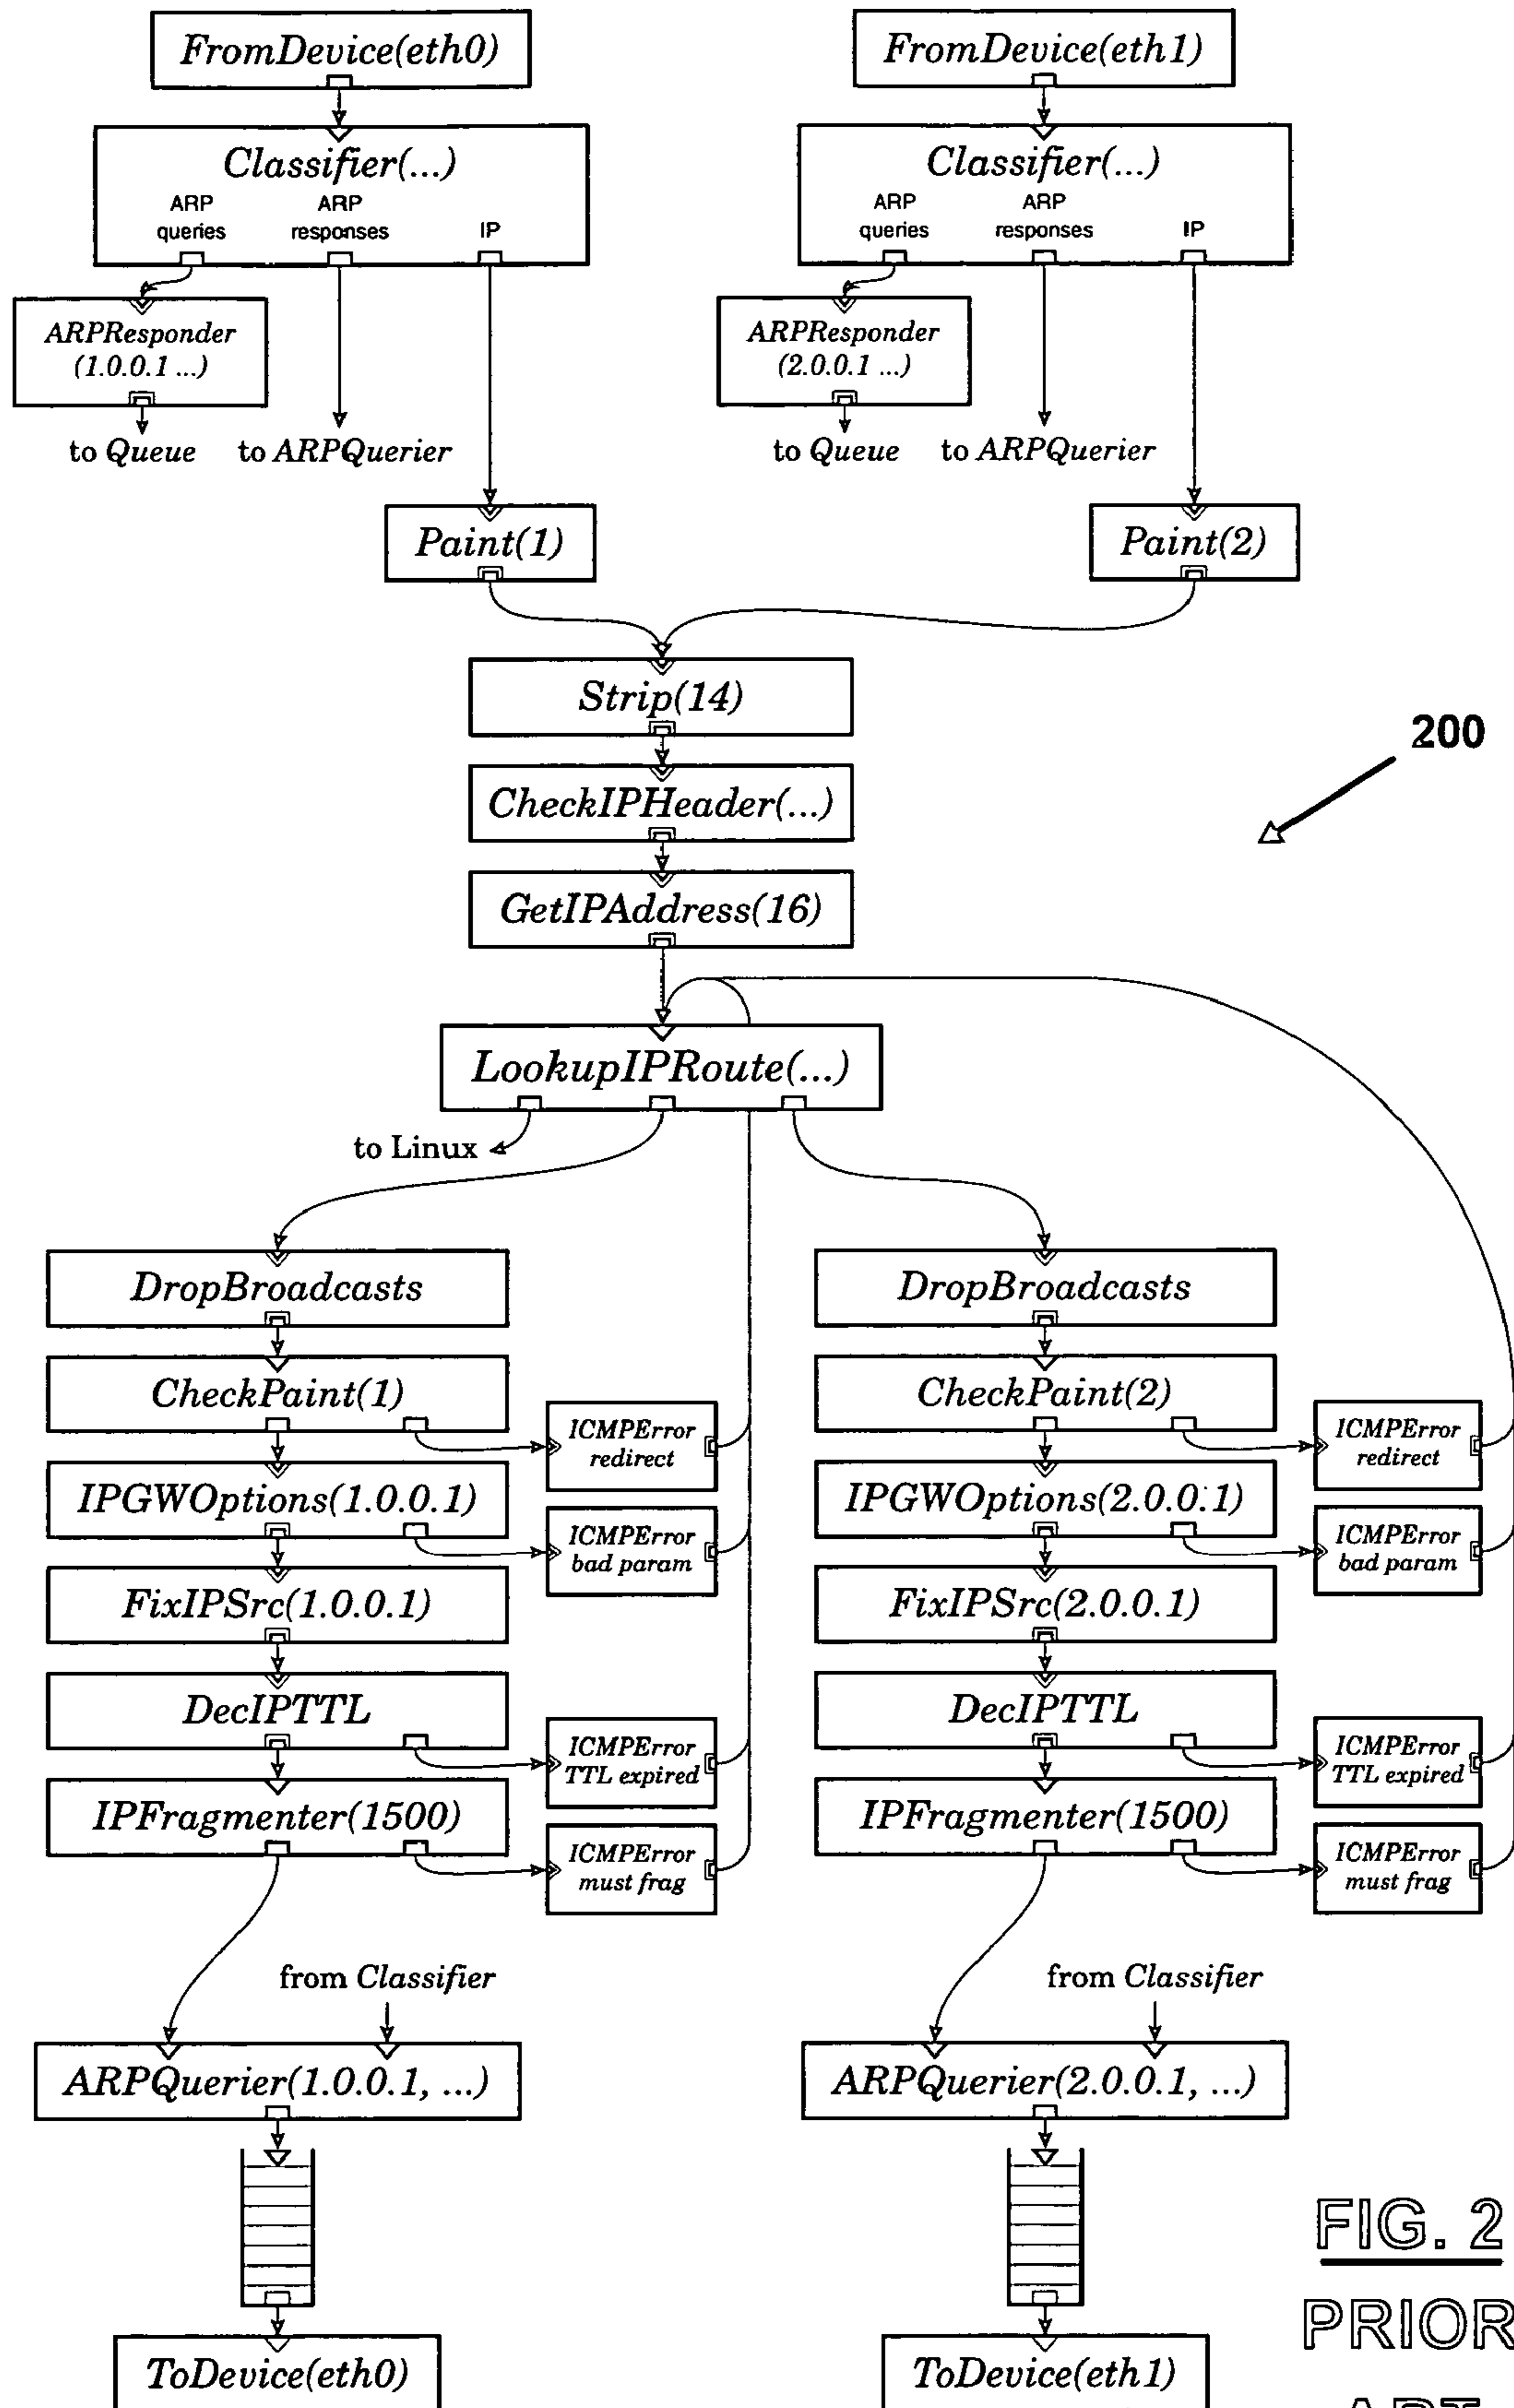 FromDevice(eth0)
FromDevice(eth1)
Classifier(...)
ARP queries
ARP responses
IP
Classifier(...)
ARP queries
ARP responses
IP
ARPResponder
(1.0.0.1 ...)
ARPResponder
(2.0.0.1 ...)
to Queue
to ARPQuerier
to Queue
to ARPQuerier
Paint(1)
Paint(2)
Strip(14)
200
CheckIPHeader(...)
GetIPAddress(16)
LookupIPRoute(...)
to Linux
DropBroadcasts
DropBroadcasts
CheckPaint(1)
ICMPError
redirect
CheckPaint(2)
ICMPError
redirect
IPGWOptions(1.0.0.1)
ICMPError
bad param
IPGWOptions(2.0.0.1)
ICMPError
bad param
FixIPSrc(1.0.0.1)
FixIPSrc(2.0.0.1)
DecIPTTL
ICMPError
TTL expired
DecIPTTL
ICMPError
TTL expired
IPFragmenter(1500)
ICMPError
must frag
IPFragmenter(1500)
ICMPError
must frag
from Classifier
from Classifier
ARPQuerier(1.0.0.1, ...)
ARPQuerier(2.0.0.1, ...)
ToDevice(eth0)
ToDevice(eth1)
FIG. 2
PRIOR
ART